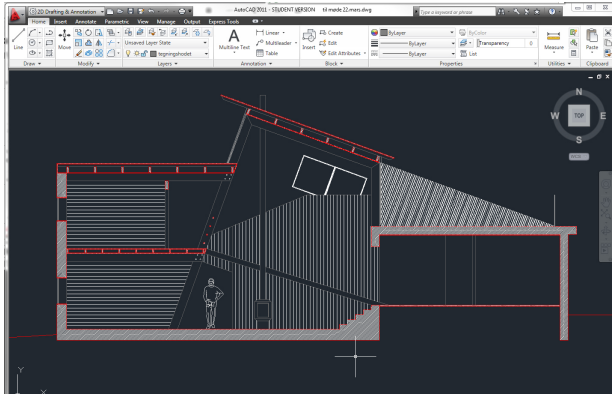 2D Drafting & Annotation
AutoCAD 2011 - STUDENT VERSION til møde 22.mars.dwg
Type a keyword or phrase
Home Insert Annotate Parametric View Manage Output Express Tools
Line
Move
Unsaved Layer State
tegningshodet
A
Multiline Text
Linear
Multileader
Table
Insert
Create
Edit
Edit Attributes
ByLayer
ByLayer
ByLayer
ByColor
Transparency 0
List
Measure
Paste
Draw Modify Layers Annotation Block Properties Utilities Clipboard
N
W TOP E
S
Y
X